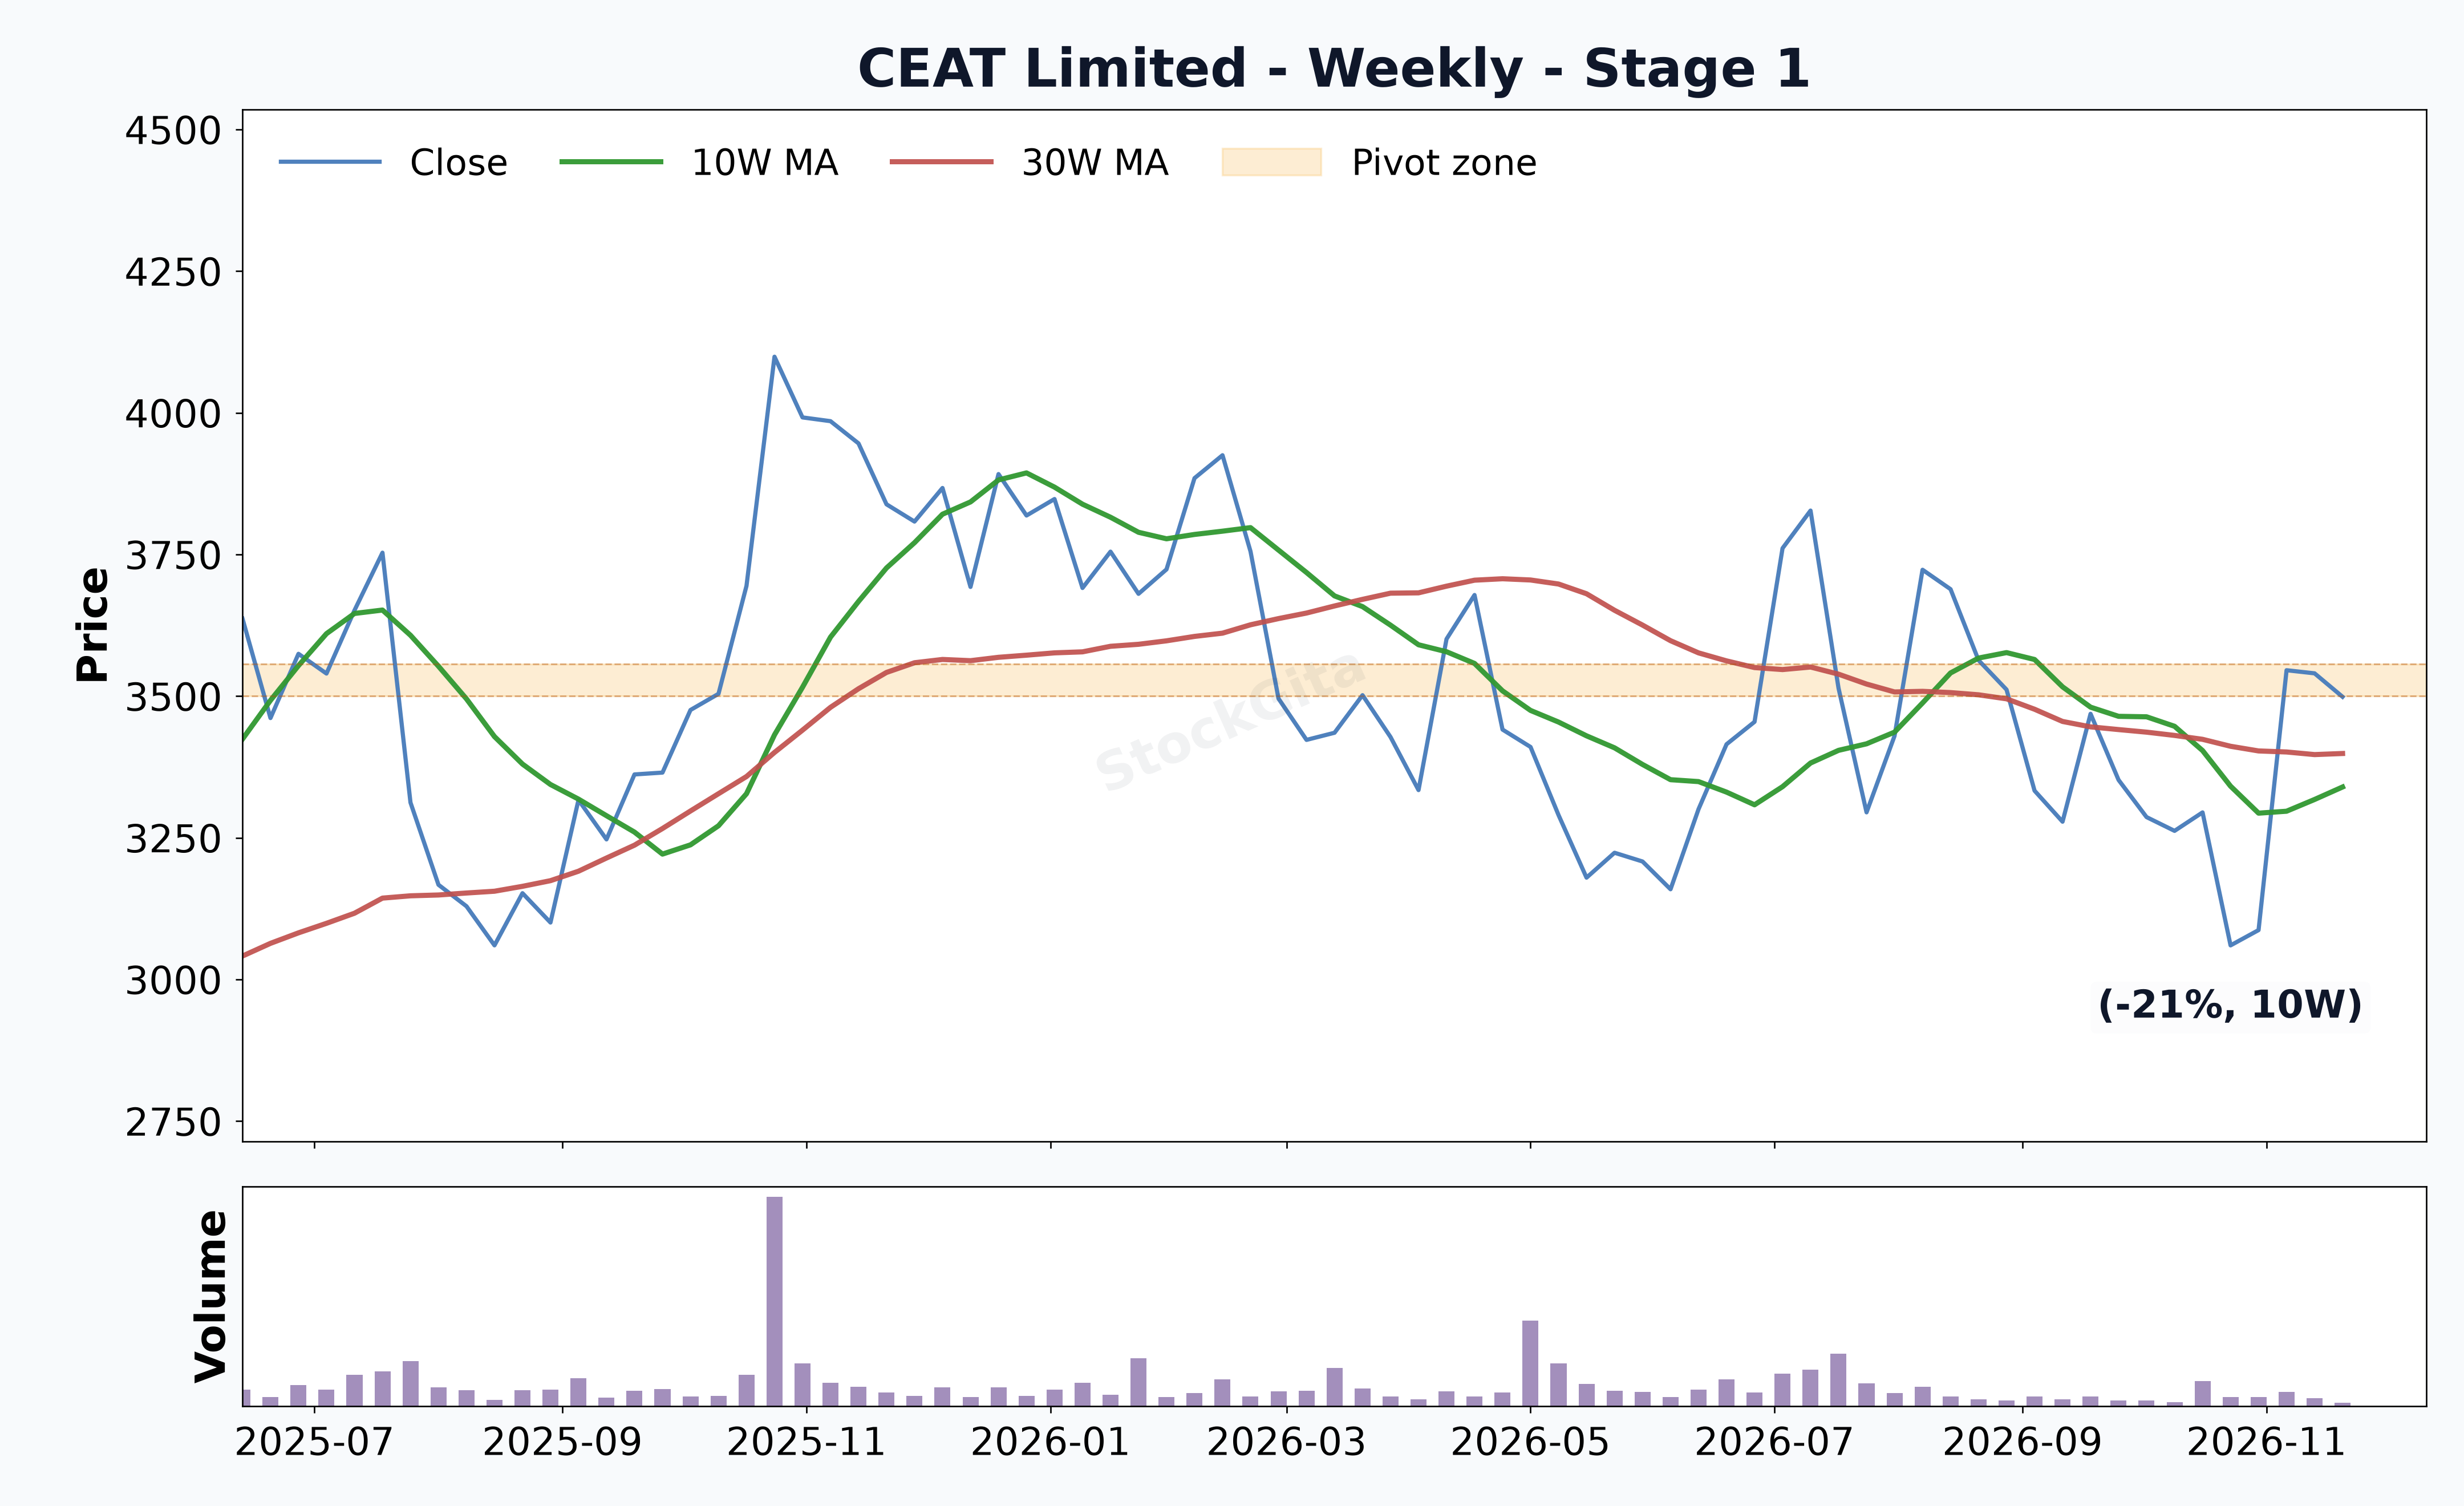 CEAT Limited - Weekly - Stage 1
Close
10W MA
30W MA
Pivot zone
Price
4500
4250
4000
3750
3500
3250
3000
2750
StockGita
(-21%, 10W)
Volume
2025-07
2025-09
2025-11
2026-01
2026-03
2026-05
2026-07
2026-09
2026-11